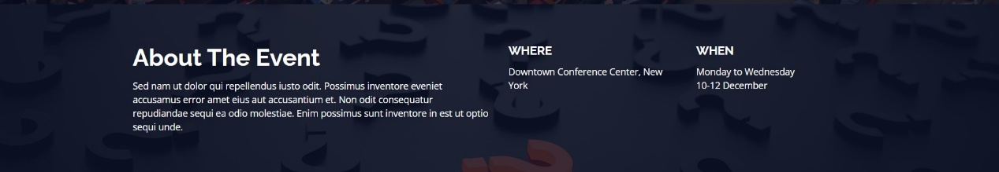 About The Event
Sed nam ut dolor qui repellendus iusto odit. Possimus inventore eveniet
accusamus error amet eius aut accusantium et. Non odit consequatur
repudiandae sequi ea odio molestiae. Enim possimus sunt inventore in est ut optio
sequi unde.
WHERE
Downtown Conference Center, New
York
WHEN
Monday to Wednesday
10-12 December